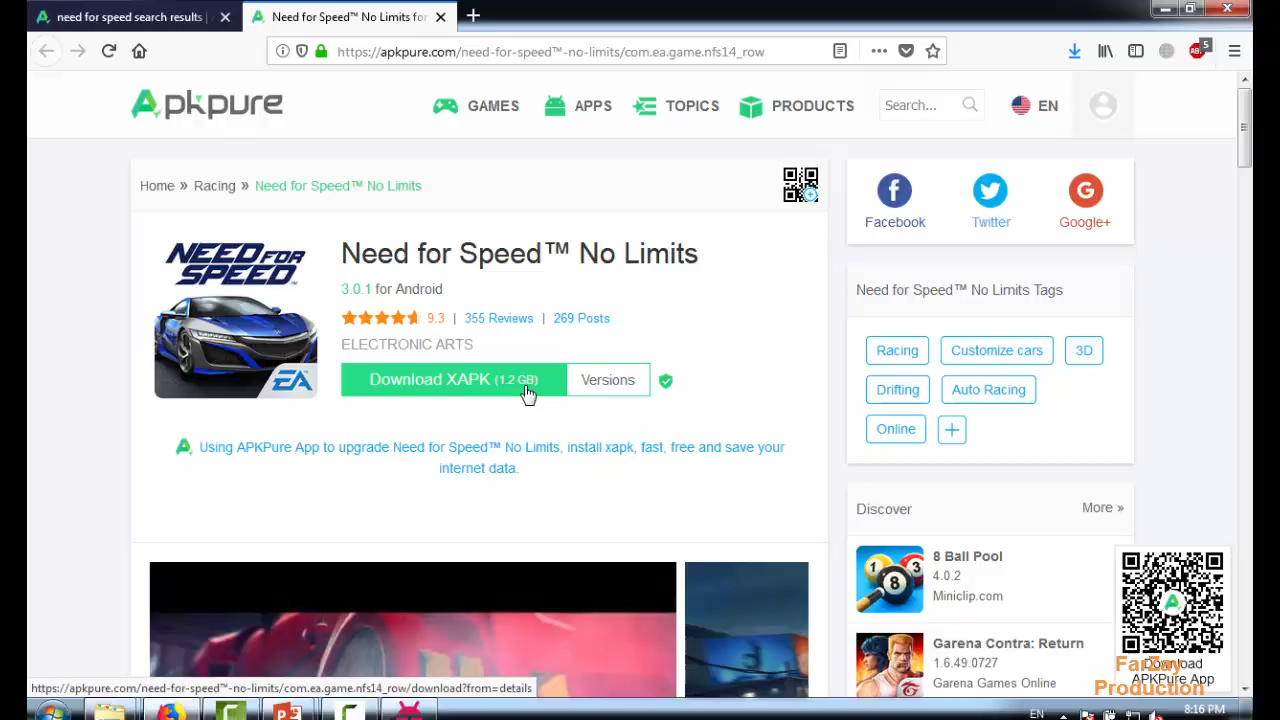 need for speed search results |
Need for Speed™ No Limits for
https://apkpure.com/need-for-speed™-no-limits/com.ea.game.nfs14_row
5
Apkpure
GAMES
APPS
TOPICS
PRODUCTS
Search...
EN
Home » Racing » Need for Speed™ No Limits
NEED FOR
SPEED
EA
Need for Speed™ No Limits
3.0.1 for Android
9.3 | 355 Reviews | 269 Posts
ELECTRONIC ARTS
Download XAPK (1.2 GB)
Versions
Using APKPure App to upgrade Need for Speed™ No Limits, install xapk, fast, free and save your
internet data.
Facebook
Twitter
Google+
Need for Speed™ No Limits Tags
Racing
Customize cars
3D
Drifting
Auto Racing
Online
Discover
More »
8 Ball Pool
4.0.2
Miniclip.com
Garena Contra: Return
1.6.49.0727
Garena Games Online
Download
APKPure App
FarZay
Production
https://apkpure.com/need-for-speed™-no-limits/com.ea.game.nfs14_row/download?from=details
EN
8:16 PM